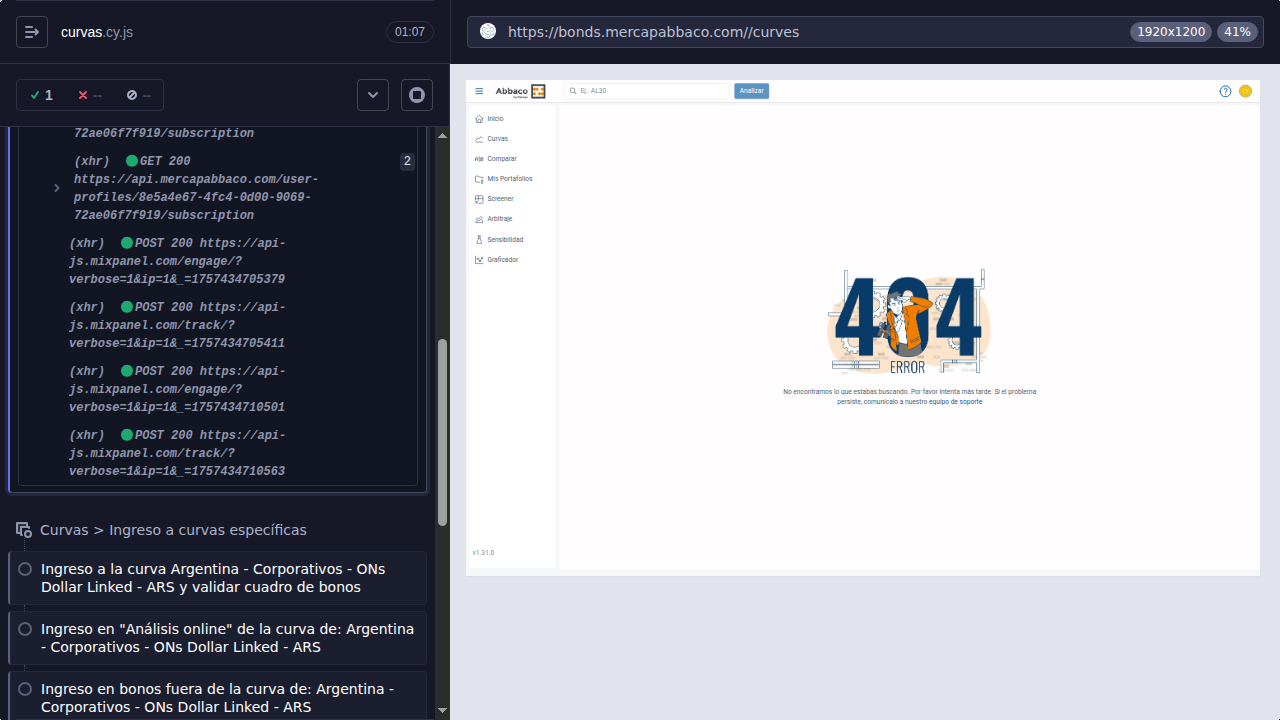 curvas.cy.js
01:07
1
--
--
72ae06f7f919/subscription
(xhr) GET 200
https://api.mercapabbaco.com/user-
profiles/8e5a4e67-4fc4-0d00-9069-
72ae06f7f919/subscription
2
(xhr) POST 200 https://api-
js.mixpanel.com/engage/?
verbose=1&ip=1&_=1757434705379
(xhr) POST 200 https://api-
js.mixpanel.com/track/?
verbose=1&ip=1&_=1757434705411
(xhr) POST 200 https://api-
js.mixpanel.com/engage/?
verbose=1&ip=1&_=1757434710501
(xhr) POST 200 https://api-
js.mixpanel.com/track/?
verbose=1&ip=1&_=1757434710563
Curvas > Ingreso a curvas específicas
Ingreso a la curva Argentina - Corporativos - ONs
Dollar Linked - ARS y validar cuadro de bonos
Ingreso en "Análisis online" de la curva de: Argentina
- Corporativos - ONs Dollar Linked - ARS
Ingreso en bonos fuera de la curva de: Argentina -
Corporativos - ONs Dollar Linked - ARS
https://bonds.mercapabbaco.com//curves
1920x1200
41%
Abbaco
Ej.: AL30
Analizar
Inicio
Curvas
Comparar
Mis Portafolios
Screener
Arbitraje
Sensibilidad
Graficador
v1.31.0
404
ERROR
No encontramos lo que estabas buscando. Por favor intenta más tarde. Si el problema
persiste, comunicalo a nuestro equipo de soporte